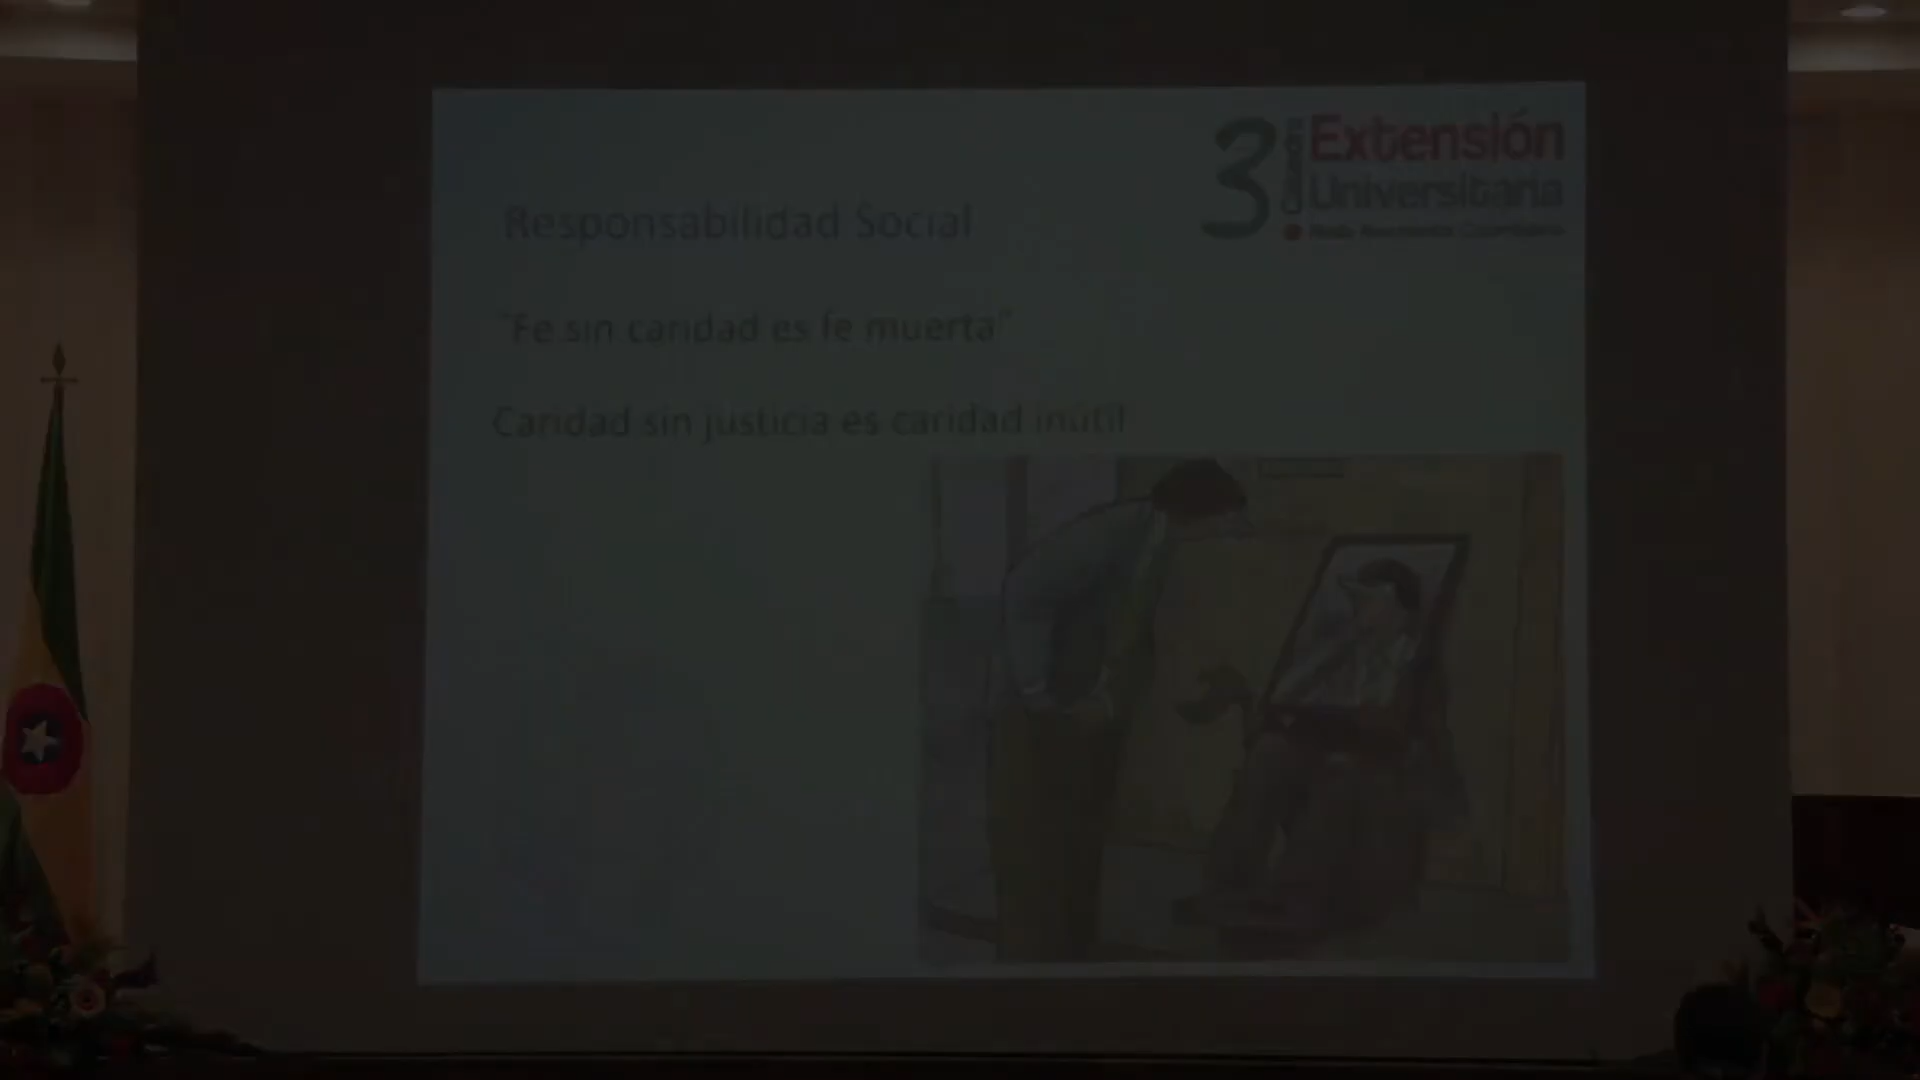 3
Extensión
Universitaria
Responsabilidad Social
"Fe sin caridad es fe muerta"
Caridad sin justicia es caridad inútil